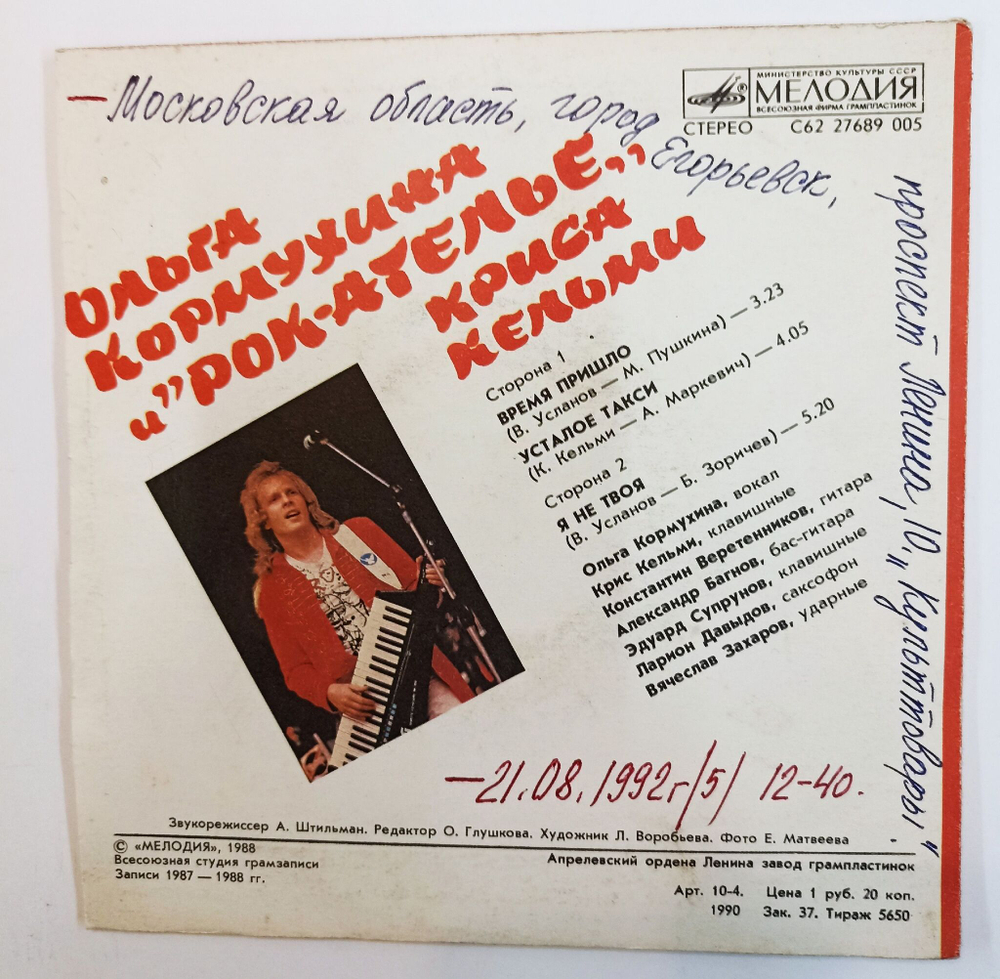 — Московская область, город Егорьевск,
проспект Ленина, 10, „Культтовары“
МИНИСТЕРСТВО КУЛЬТУРЫ СССР
МЕЛОДИЯ
ВСЕСОЮЗНАЯ ФИРМА ГРАМПЛАСТИНОК
СТЕРЕО С62 27689 005
ОЛЬГА
КОРМУХИНА
и "РОК-АТЕЛЬЕ"
КРИСА
КЕЛЬМИ
Сторона 1
ВРЕМЯ ПРИШЛО
(В. Усланов — М. Пушкина) — 3.23
УСТАЛОЕ ТАКСИ
(К. Кельми — А. Маркевич) — 4.05
Сторона 2
Я НЕ ТВОЯ
(В. Усланов — Б. Зоричев) — 5.20
Ольга Кормухина, вокал
Крис Кельми, клавишные
Константин Веретенников, гитара
Александр Багнов, бас-гитара
Эдуард Супрунов, клавишные
Ларион Давыдов, саксофон
Вячеслав Захаров, ударные
— 21.08.1992г /5/ 12-40.
Звукорежиссер А. Штильман. Редактор О. Глушкова. Художник Л. Воробьева. Фото Е. Матвеева
© «МЕЛОДИЯ», 1988
Всесоюзная студия грамзаписи
Записи 1987 — 1988 гг.
Апрелевский ордена Ленина завод грампластинок
Арт. 10-4. Цена 1 руб. 20 коп.
1990 Зак. 37. Тираж 5650